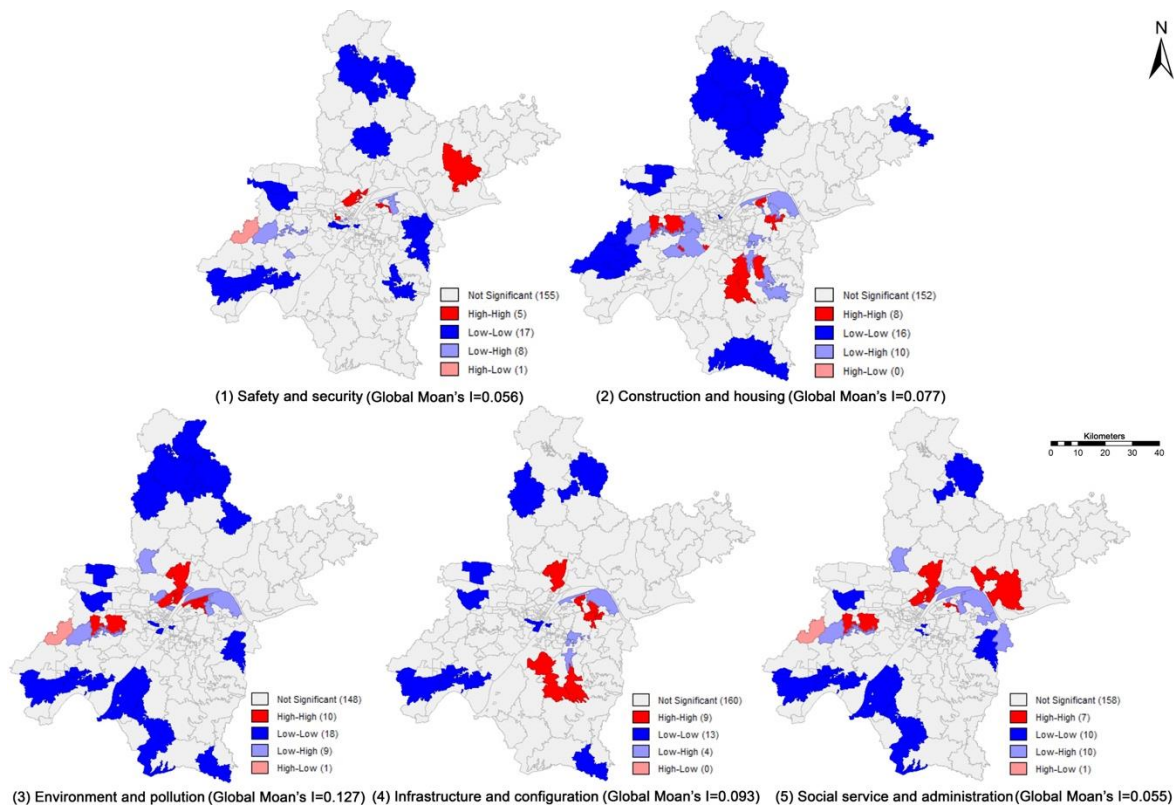 N
Not Significant (155)
High-High (5)
Low-Low (17)
Low-High (8)
High-Low (1)
(1) Safety and security (Global Moan's I=0.056)
Not Significant (152)
High-High (8)
Low-Low (16)
Low-High (10)
High-Low (0)
(2) Construction and housing (Global Moan's I=0.077)
Kilometers
0 5 10 20 30 40
Not Significant (148)
High-High (10)
Low-Low (18)
Low-High (9)
High-Low (1)
(3) Environment and pollution (Global Moan's I=0.127)
Not Significant (160)
High-High (9)
Low-Low (13)
Low-High (4)
High-Low (0)
(4) Infrastructure and configuration (Global Moan's I=0.093)
Not Significant (158)
High-High (7)
Low-Low (10)
Low-High (10)
High-Low (1)
(5) Social service and administration (Global Moan's I=0.055)